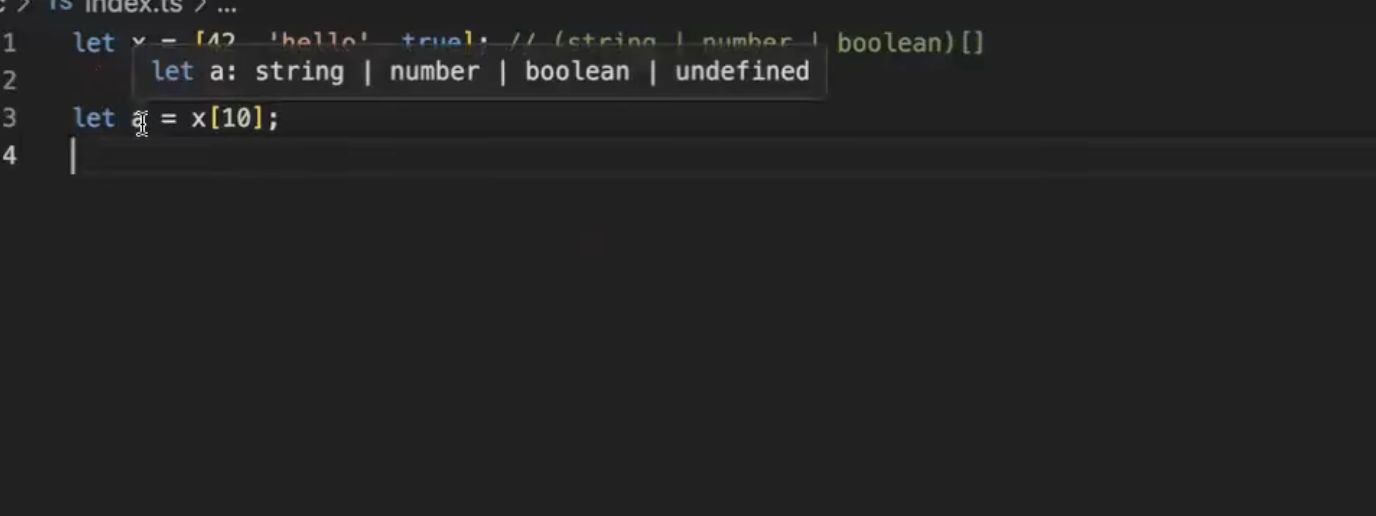 TS index.ts > ...
1 let x = [42, 'hello', true]; // (string | number | boolean)[]
let a: string | number | boolean | undefined
2
3 let a = x[10];
4